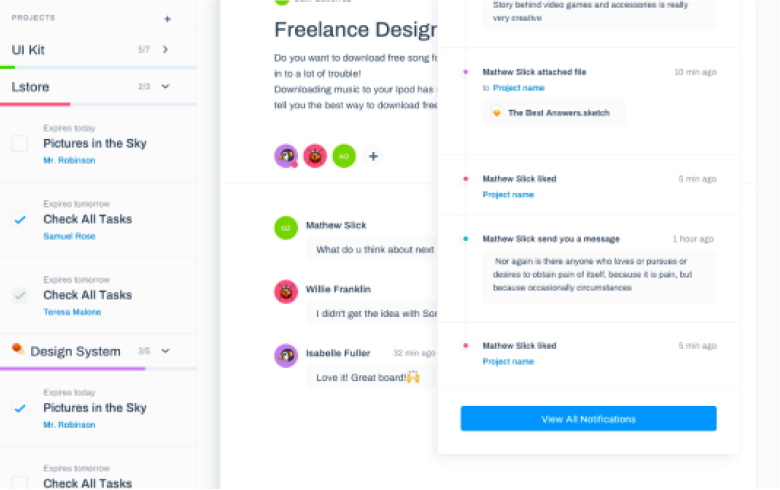 PROJECTS +
UI Kit 5/7
Lstore 2/3
Expires today
Pictures in the Sky
Mr. Robinson
Expires tomorrow
Check All Tasks
Samuel Rose
Expires tomorrow
Check All Tasks
Teresa Malone
Design System 3/5
Expires today
Pictures in the Sky
Mr. Robinson
Expires tomorrow
Check All Tasks
Freelance Design
Do you want to download free song fo
in to a lot of trouble!
Downloading music to your Ipod has
tell you the best way to download free
AO +
OZ
Mathew Slick
What do u think about next
Willie Franklin
I didn't get the idea with Sor
Isabelle Fuller 32 min ago
Love it! Great board!🙌
Story behind video games and accessories is really
very creative
Mathew Slick attached file 10 min ago
to Project name
The Best Answers.sketch
Mathew Slick liked 5 min ago
Project name
Mathew Slick send you a message 1 hour ago
Nor again is there anyone who loves or pursues or
desires to obtain pain of itself, because it is pain, but
because occasionally circumstances
Mathew Slick liked 5 min ago
Project name
View All Notifications